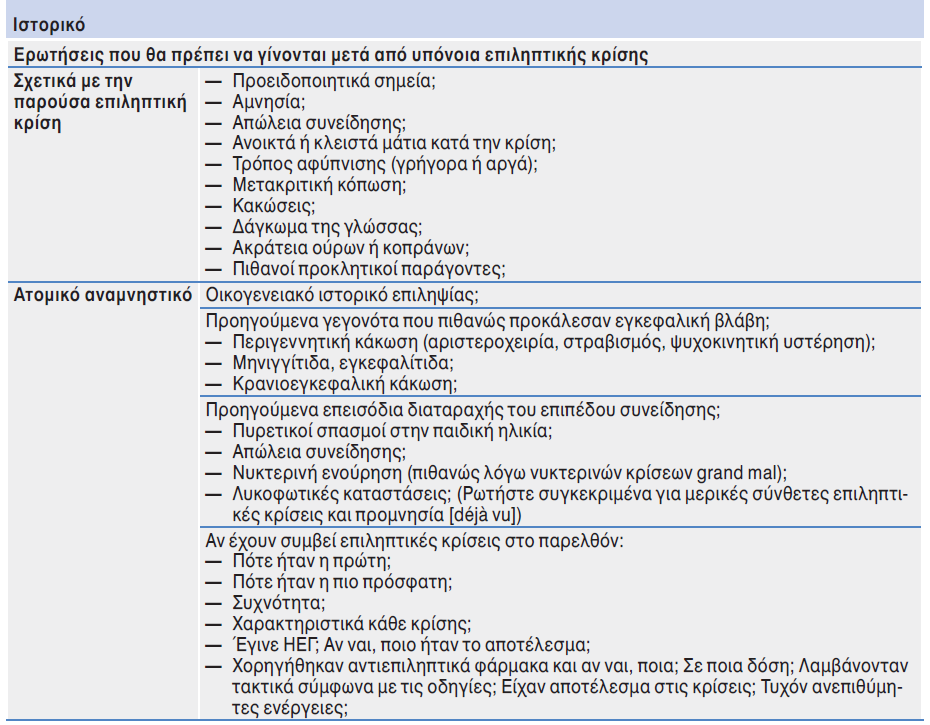 Ιστορικό
Ερωτήσεις που θα πρέπει να γίνονται μετά από υπόνοια επιληπτικής κρίσης
Σχετικά με την
παρούσα επιληπτική
κρίση
— Προειδοποιητικά σημεία;
— Αμνησία;
— Απώλεια συνείδησης;
— Ανοικτά ή κλειστά μάτια κατά την κρίση;
— Τρόπος αφύπνισης (γρήγορα ή αργά);
— Μετακριτική κόπωση;
— Κακώσεις;
— Δάγκωμα της γλώσσας;
— Ακράτεια ούρων ή κοπράνων;
— Πιθανοί προκλητικοί παράγοντες;
Ατομικό αναμνηστικό
Οικογενειακό ιστορικό επιληψίας;
Προηγούμενα γεγονότα που πιθανώς προκάλεσαν εγκεφαλική βλάβη;
— Περιγεννητική κάκωση (αριστεροχειρία, στραβισμός, ψυχοκινητική υστέρηση);
— Μηνιγγίτιδα, εγκεφαλίτιδα;
— Κρανιοεγκεφαλική κάκωση;
Προηγούμενα επεισόδια διαταραχής του επιπέδου συνείδησης;
— Πυρετικοί σπασμοί στην παιδική ηλικία;
— Απώλεια συνείδησης;
— Νυκτερινή ενούρηση (πιθανώς λόγω νυκτερινών κρίσεων grand mal);
— Λυκοφωτικές καταστάσεις; (Ρωτήστε συγκεκριμένα για μερικές σύνθετες επιληπτι-
κές κρίσεις και προμνησία [déjà vu])
Αν έχουν συμβεί επιληπτικές κρίσεις στο παρελθόν:
— Πότε ήταν η πρώτη;
— Πότε ήταν η πιο πρόσφατη;
— Συχνότητα;
— Χαρακτηριστικά κάθε κρίσης;
— Έγινε ΗΕΓ; Αν ναι, ποιο ήταν το αποτέλεσμα;
— Χορηγήθηκαν αντιεπιληπτικά φάρμακα και αν ναι, ποια; Σε ποια δόση; Λαμβάνονταν
τακτικά σύμφωνα με τις οδηγίες; Είχαν αποτέλεσμα στις κρίσεις; Τυχόν ανεπιθύμη-
τες ενέργειες;